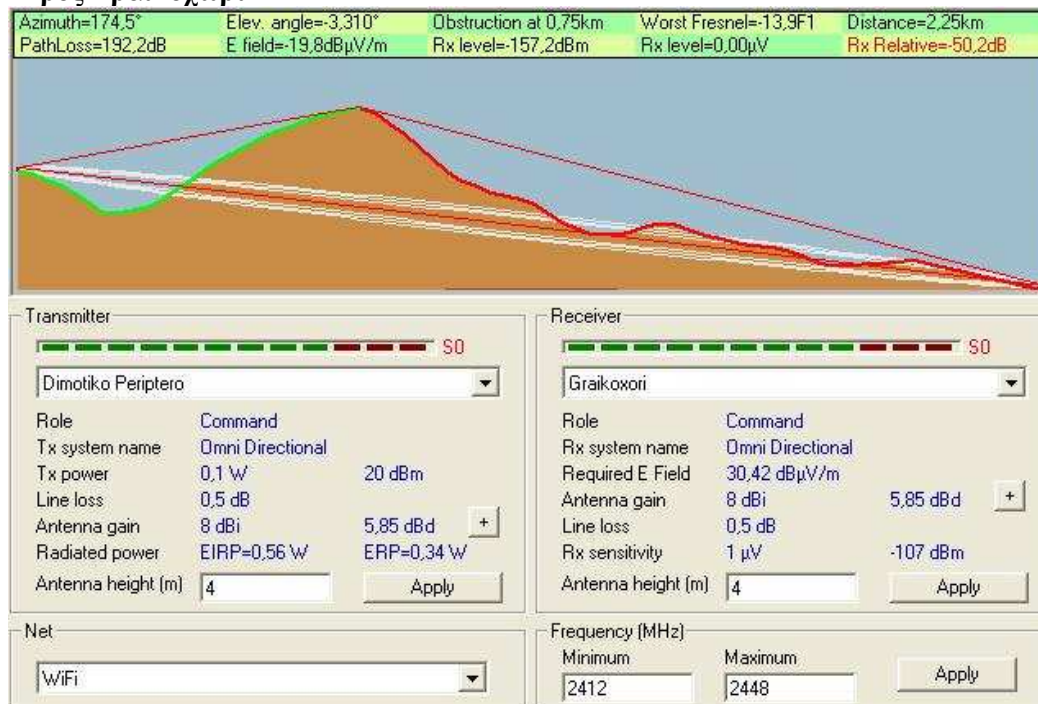 Azimuth=174,5° Elev. angle=-3,310° Obstruction at 0,75km Worst Fresnel=-13,9F1 Distance=2,25km
PathLoss=192,2dB E field=-19,8dBμV/m Rx level=-157,2dBm Rx level=0,00μV Rx Relative=-50,2dB
Transmitter
S0
Dimotiko Periptero
Role Command
Tx system name Omni Directional
Tx power 0,1 W 20 dBm
Line loss 0,5 dB
Antenna gain 8 dBi 5,85 dBd +
Radiated power EIRP=0,56 W ERP=0,34 W
Antenna height (m) 4 Apply
Receiver
S0
Graikoxori
Role Command
Rx system name Omni Directional
Required E Field 30,42 dBμV/m
Antenna gain 8 dBi 5,85 dBd +
Line loss 0,5 dB
Rx sensitivity 1 μV -107 dBm
Antenna height (m) 4 Apply
Net
WiFi
Frequency (MHz)
Minimum Maximum
2412 2448 Apply